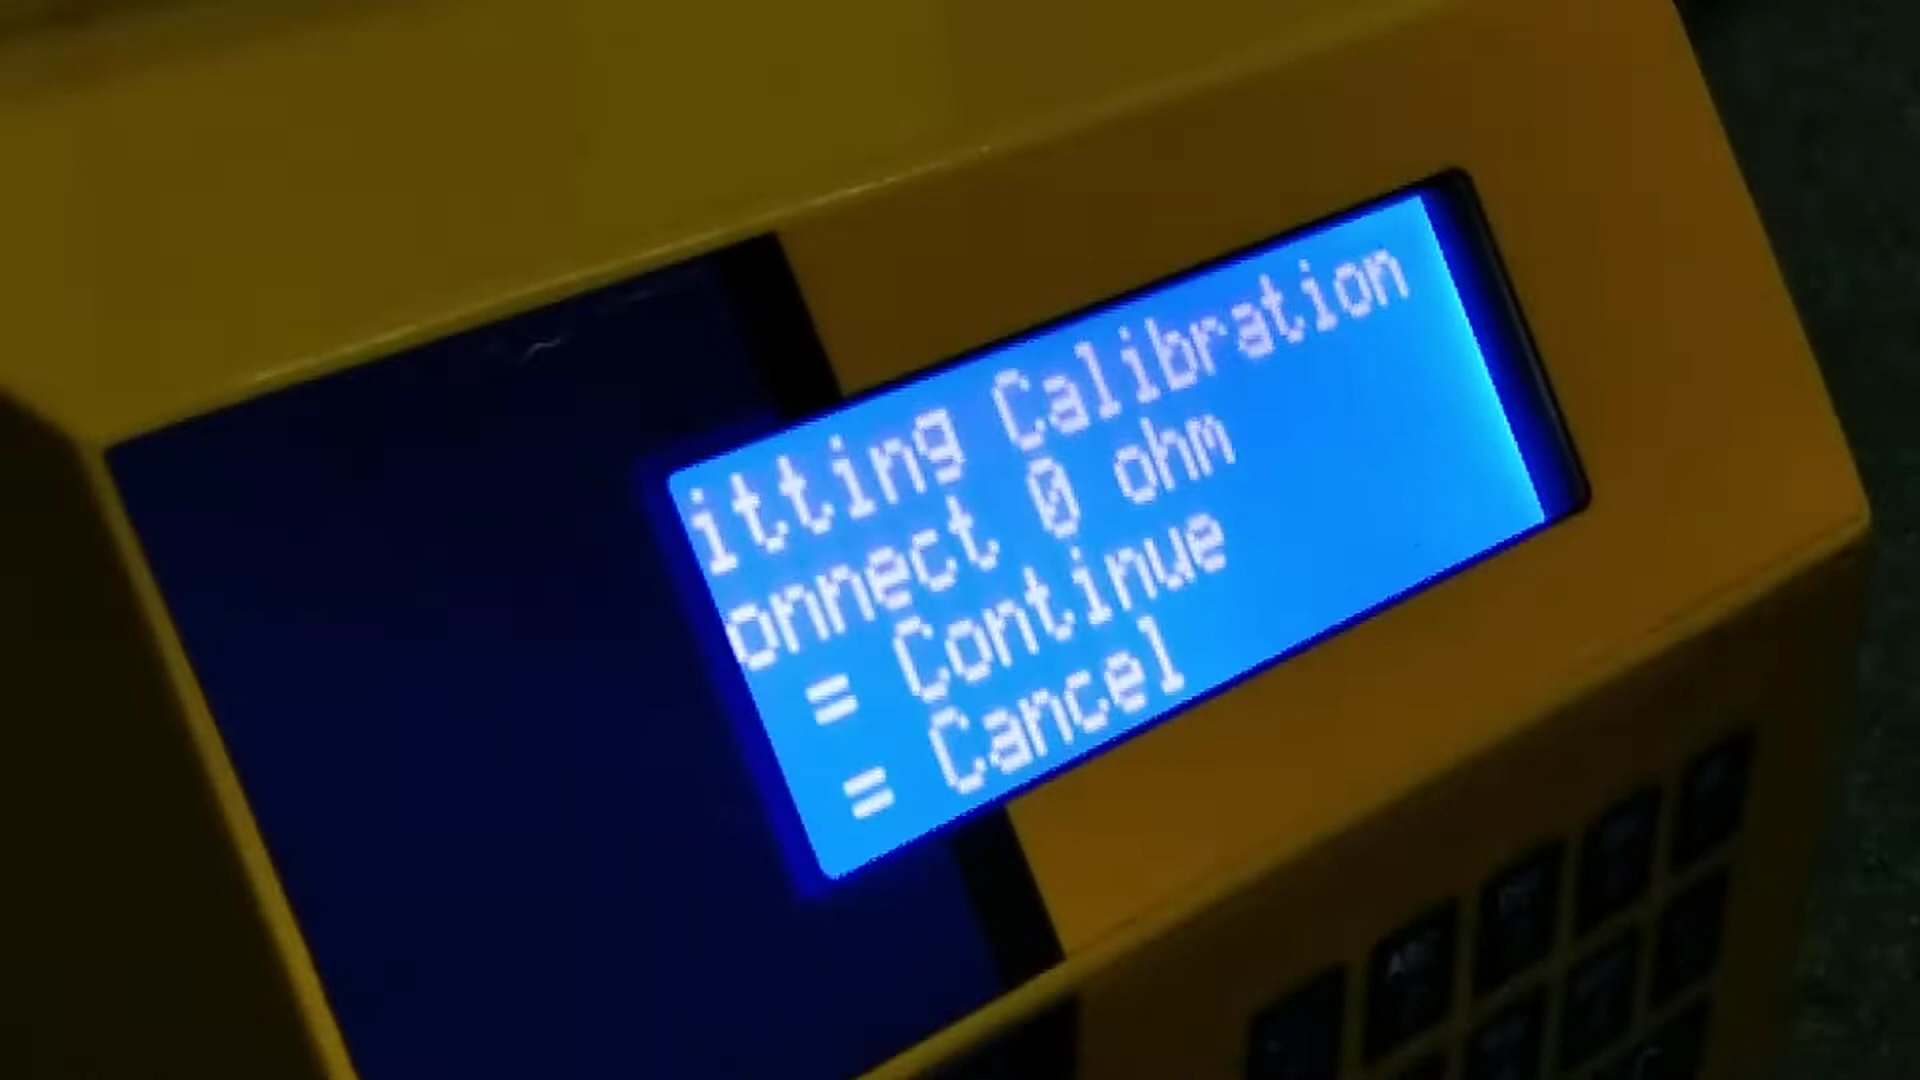 itting Calibration
onnect 0 ohm
= Continue
= Cancel